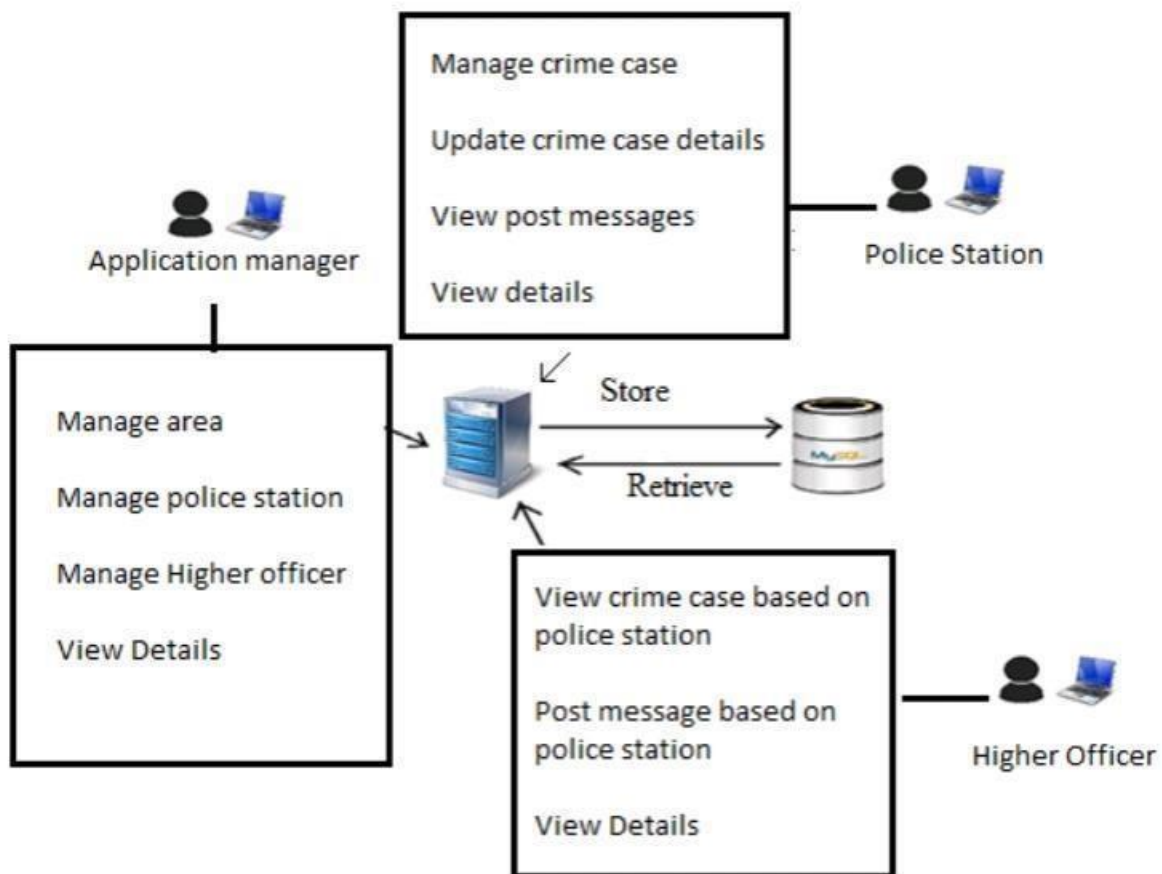 Manage crime case
Update crime case details
View post messages
View details
Police Station
Application manager
Manage area
Manage police station
Manage Higher officer
View Details
Store
Retrieve
MySQL
View crime case based on
police station
Post message based on
police station
View Details
Higher Officer